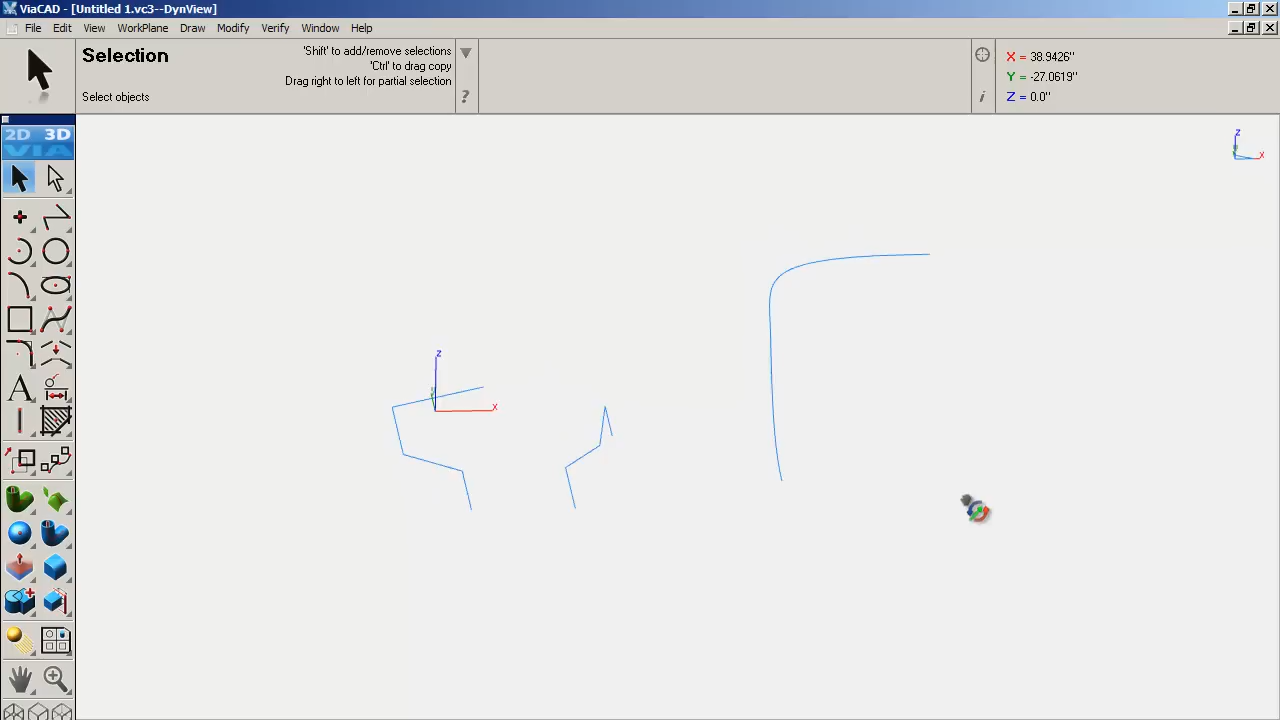 ViaCAD - [Untitled 1.vc3--DynView]
File Edit View WorkPlane Draw Modify Verify Window Help
Selection
'Shift' to add/remove selections
'Ctrl' to drag copy
Drag right to left for partial selection
Select objects
?
i
X = 38.9426"
Y = -27.0619"
Z = 0.0"
2D 3D
VIA
A
z
x
z
x